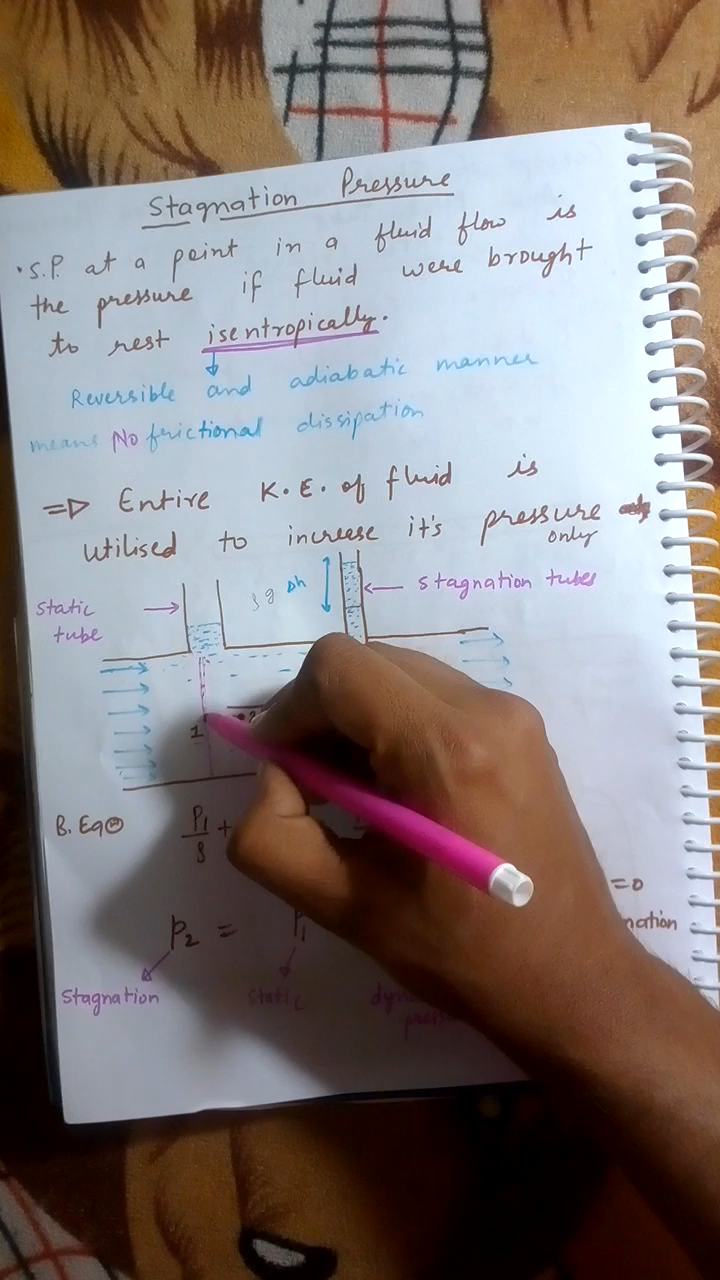 Stagnation Pressure
• S.P. at a point in a fluid flow is
the pressure if fluid were brought
to rest isentropically.
Reversible and adiabatic manner
means No frictional dissipation
=> Entire K.E. of fluid is
utilised to increase it's pressure
only
static
tube
ρg Δh
stagnation tube
1
2
B. Eqⓝ
P1/ρ +
=0
P2 = P1
nation
Stagnation
static